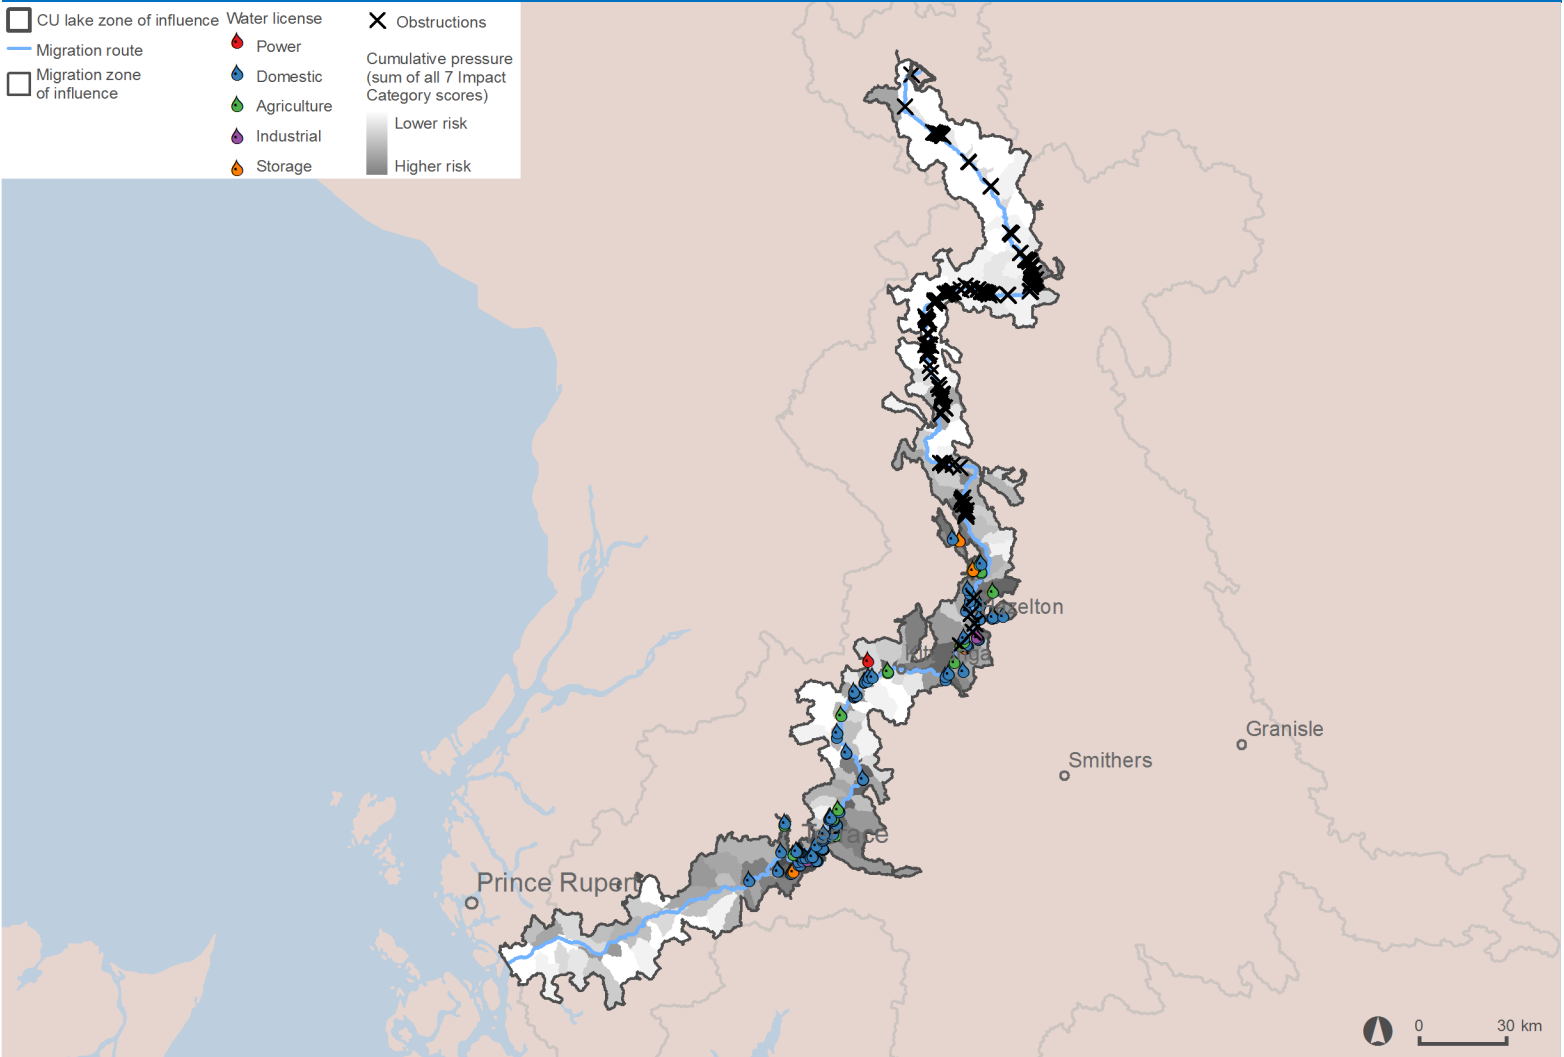 CU lake zone of influence
Migration route
Migration zone
of influence
Water license
Power
Domestic
Agriculture
Industrial
Storage
Obstructions
Cumulative pressure
(sum of all 7 Impact
Category scores)
Lower risk
Higher risk
Granisle
Smithers
Prince Rupert
0 30 km